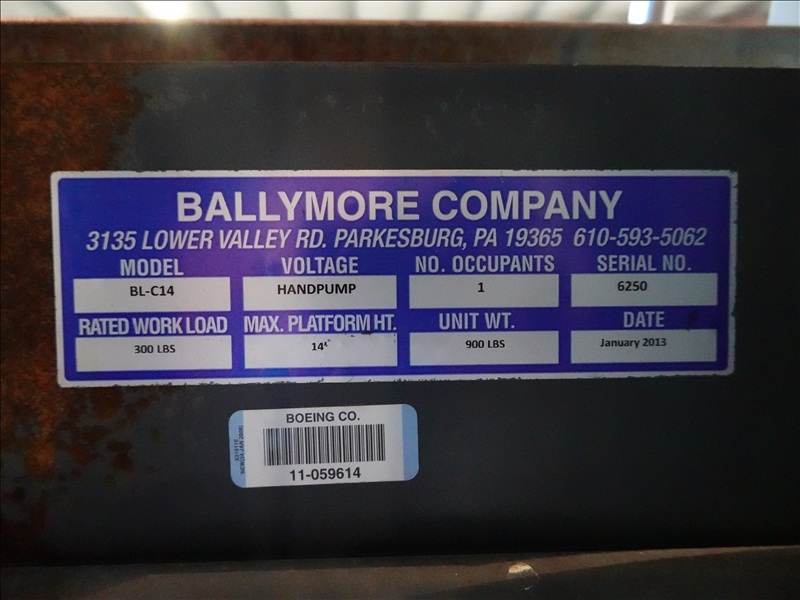 BALLYMORE COMPANY
3135 LOWER VALLEY RD. PARKESBURG, PA 19365 610-593-5062
MODEL VOLTAGE NO. OCCUPANTS SERIAL NO.
BL-C14 HANDPUMP 1 6250
RATED WORK LOAD MAX. PLATFORM HT. UNIT WT. DATE
300 LBS 14' 900 LBS January 2013
BOEING CO.
11-059614